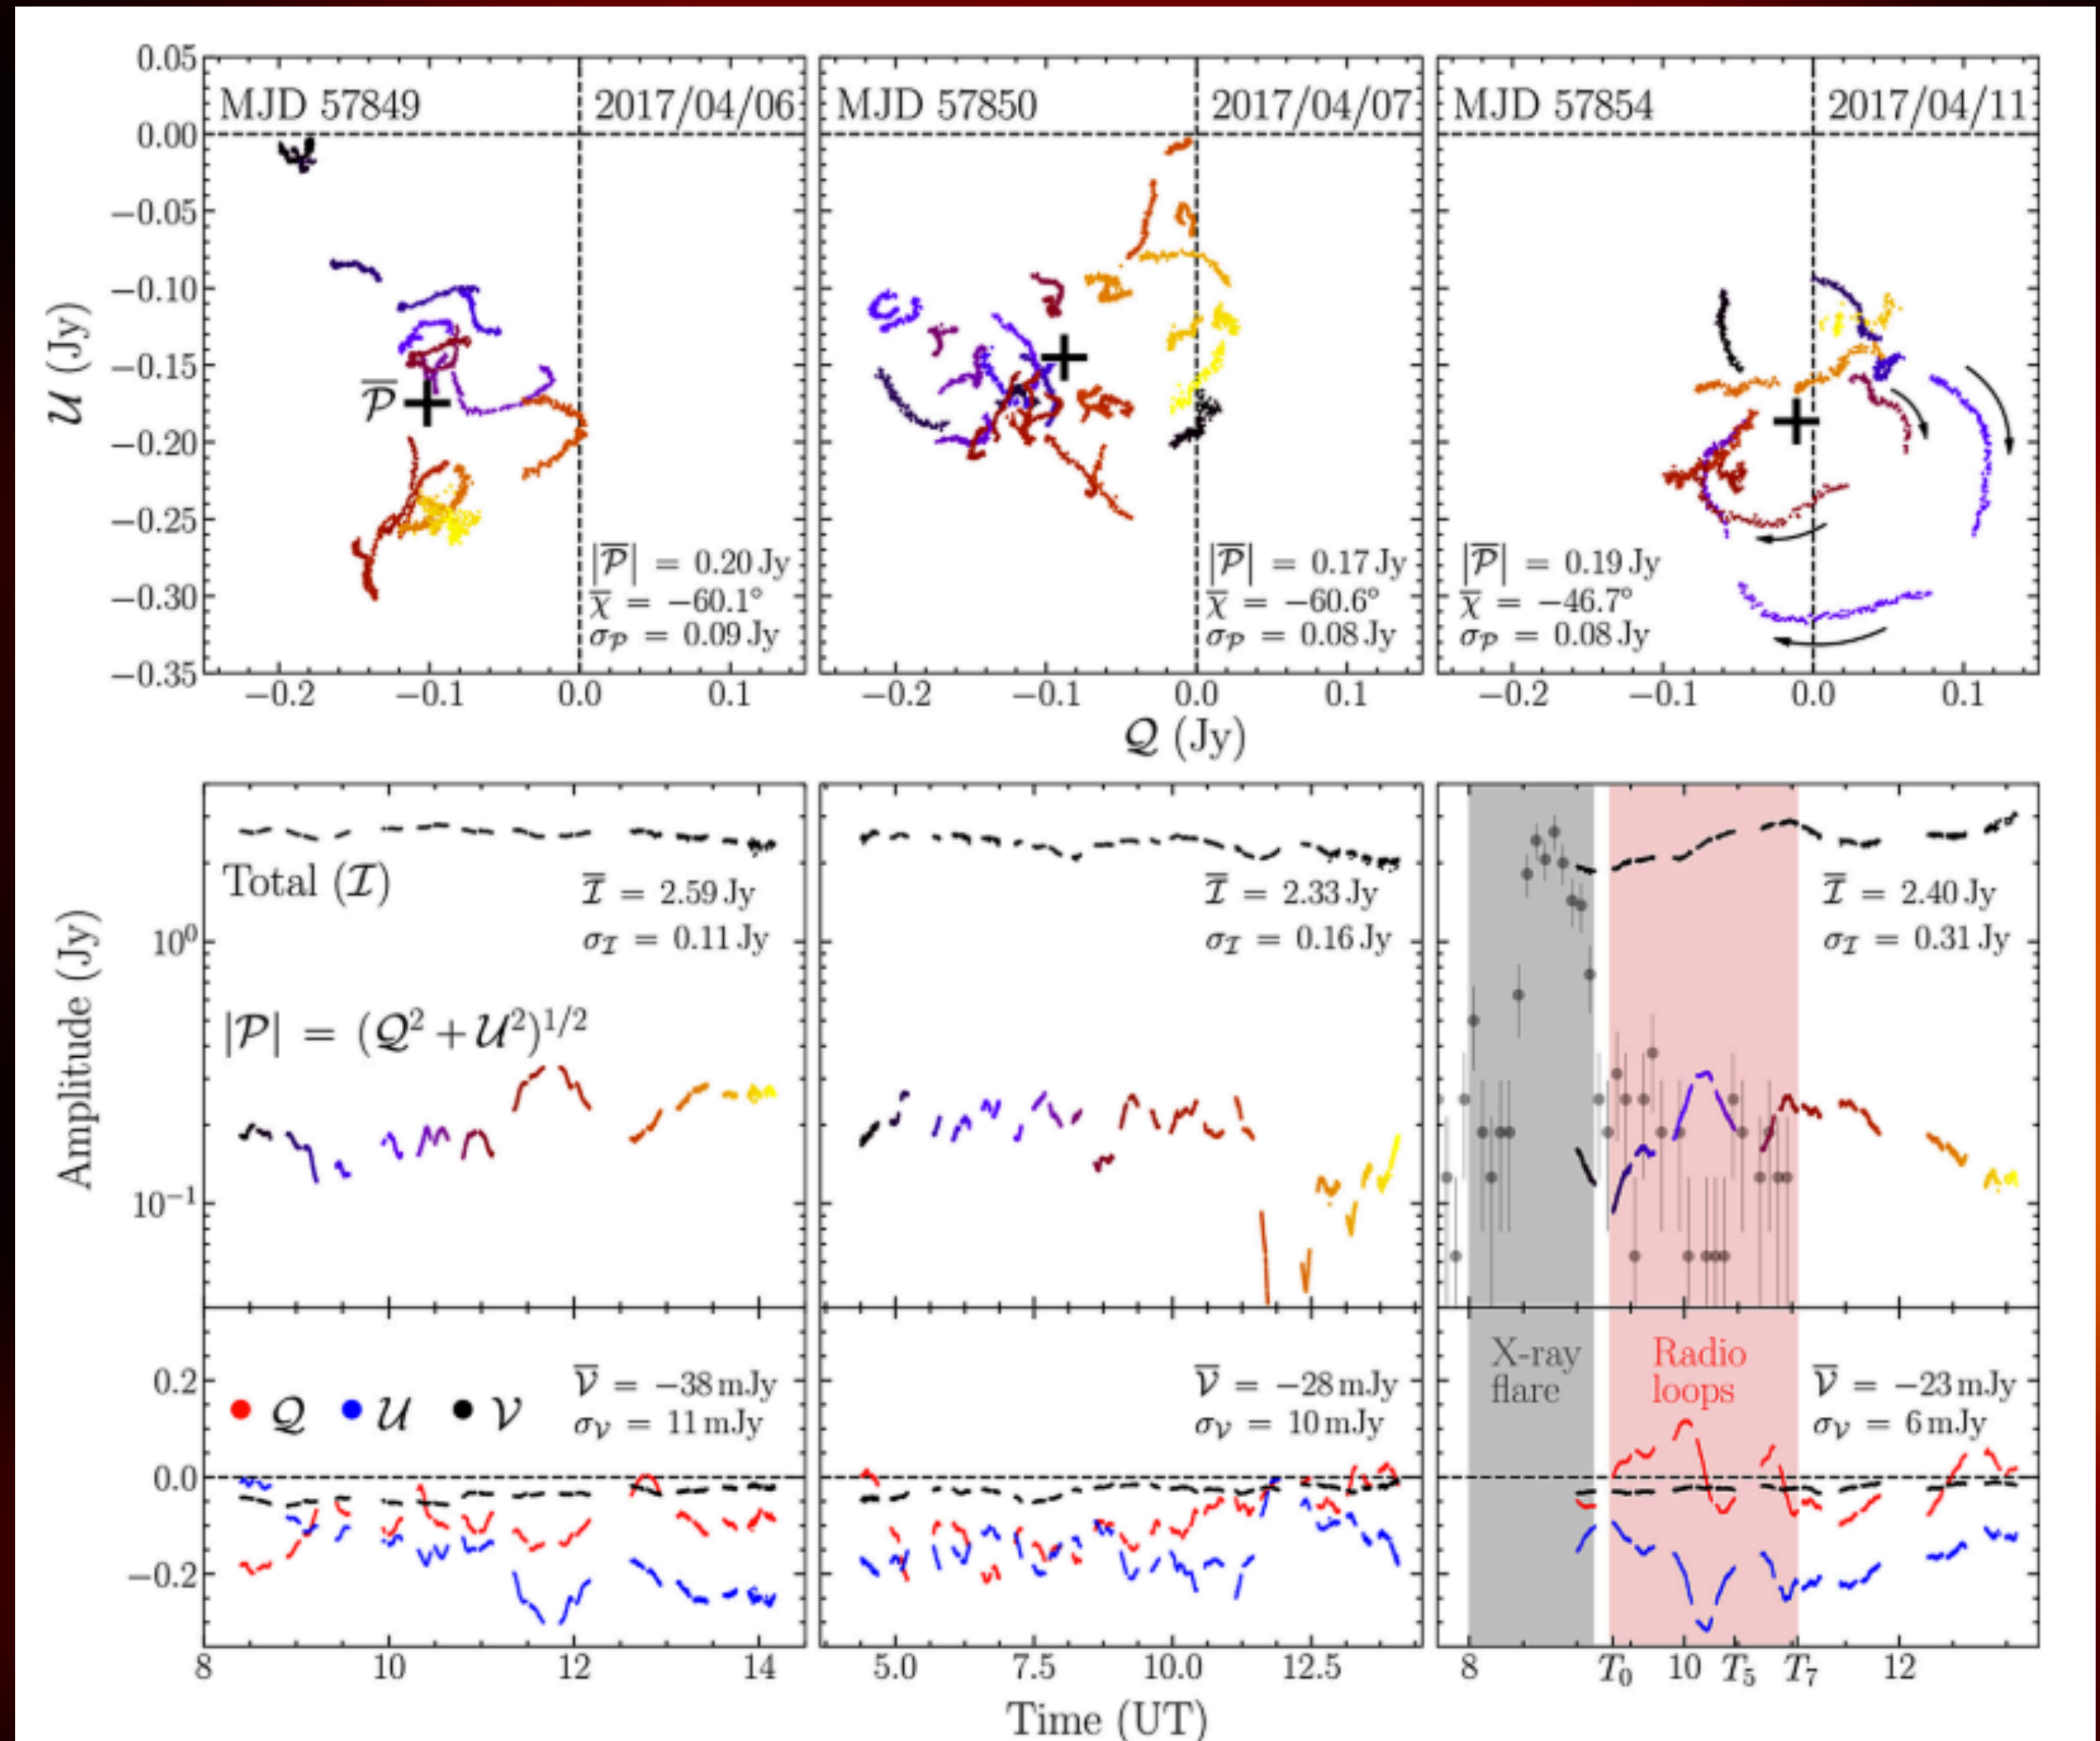 MJD 57849 2017/04/06 MJD 57850 2017/04/07 MJD 57854 2017/04/11
0.05
0.00
−0.05
−0.10
−0.15
−0.20
−0.25
−0.30
−0.35
𝒰 (Jy)
𝒫̅
|𝒫̅| = 0.20 Jy
χ̅ = −60.1°
σ𝒫 = 0.09 Jy
|𝒫̅| = 0.17 Jy
χ̅ = −60.6°
σ𝒫 = 0.08 Jy
|𝒫̅| = 0.19 Jy
χ̅ = −46.7°
σ𝒫 = 0.08 Jy
−0.2 −0.1 0.0 0.1 −0.2 −0.1 0.0 0.1 −0.2 −0.1 0.0 0.1
𝒬 (Jy)
Amplitude (Jy)
10⁰
10⁻¹
Total (ℐ)
ℐ̅ = 2.59 Jy
σℐ = 0.11 Jy
|𝒫| = (𝒬² + 𝒰²)^1/2
ℐ̅ = 2.33 Jy
σℐ = 0.16 Jy
ℐ̅ = 2.40 Jy
σℐ = 0.31 Jy
0.2
0.0
−0.2
𝒬 𝒰 𝒱
𝒱̅ = −38 mJy
σ𝒱 = 11 mJy
𝒱̅ = −28 mJy
σ𝒱 = 10 mJy
X-ray
flare
Radio
loops
𝒱̅ = −23 mJy
σ𝒱 = 6 mJy
8 10 12 14 5.0 7.5 10.0 12.5 8 T₀ 10 T₅ T₇ 12
Time (UT)